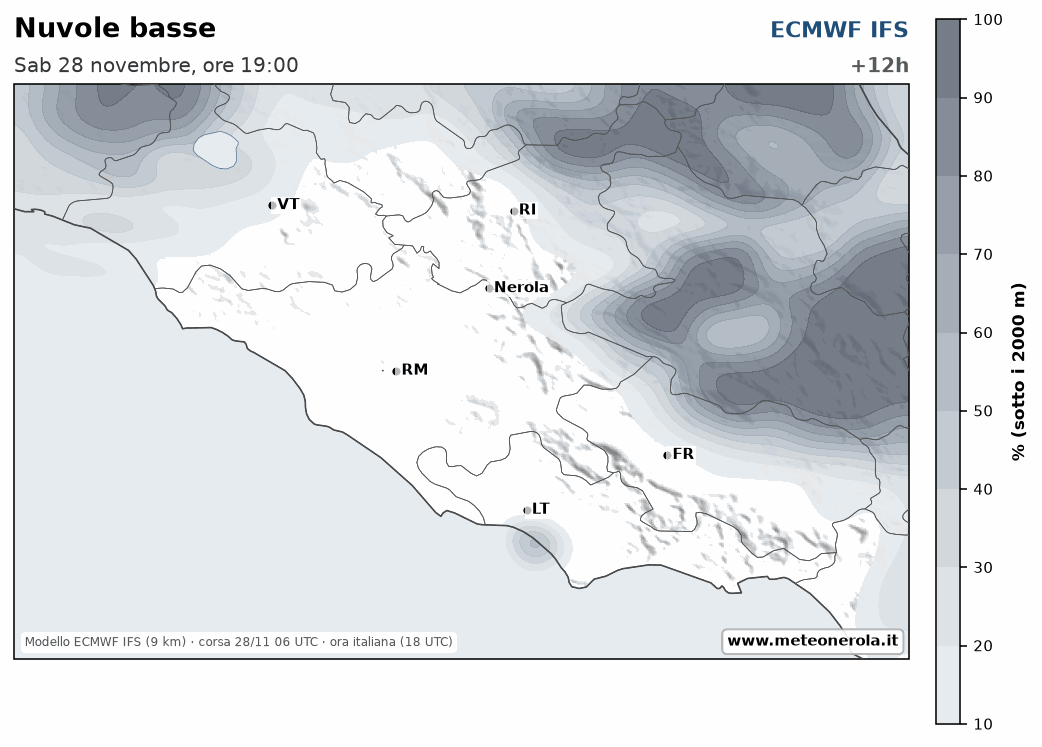 Nuvole basse
ECMWF IFS
Sab 28 novembre, ore 19:00
+12h
VT
RI
Nerola
RM
FR
LT
Modello ECMWF IFS (9 km) · corsa 28/11 06 UTC · ora italiana (18 UTC)
www.meteonerola.it
100
90
80
70
60
50
40
30
20
10
% (sotto i 2000 m)